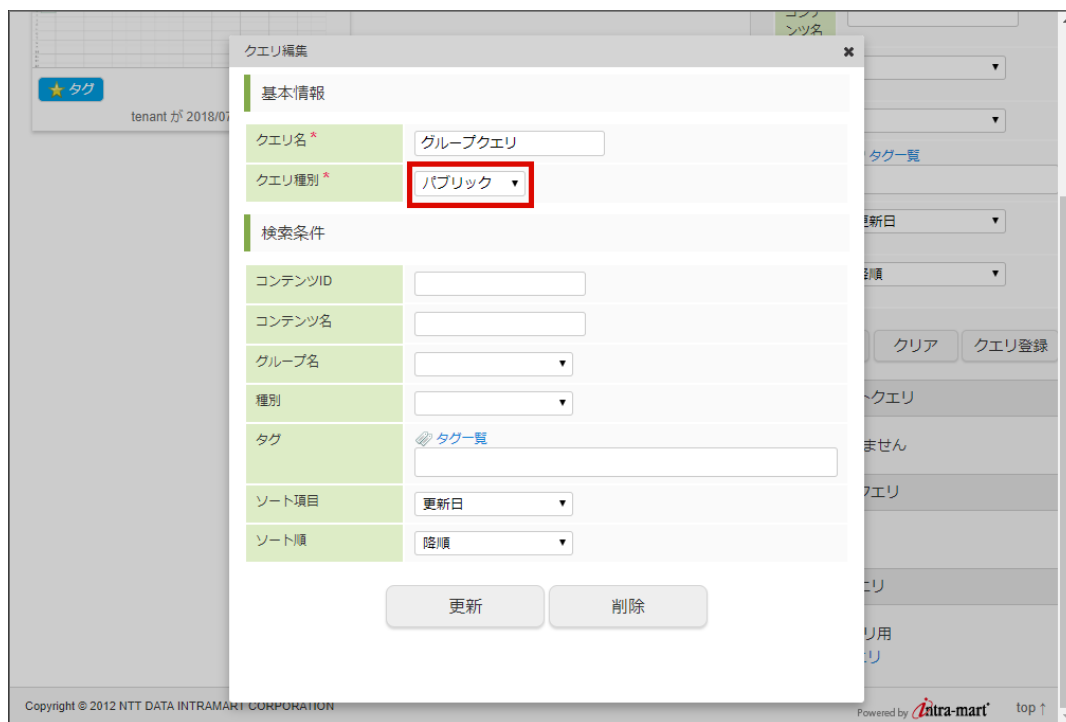 コンテ
ンツ名
タグ
tenant が 2018/07
クエリ編集
基本情報
クエリ名 *
グループクエリ
クエリ種別 *
パブリック
検索条件
コンテンツID
コンテンツ名
グループ名
種別
タグ
タグ一覧
ソート項目
更新日
ソート順
降順
更新
削除
タグ一覧
更新日
降順
クリア
クエリ登録
トクエリ
ません
クエリ
エリ
リ用
リ
Copyright © 2012 NTT DATA INTRAMART CORPORATION
Powered by intra-mart
top ↑